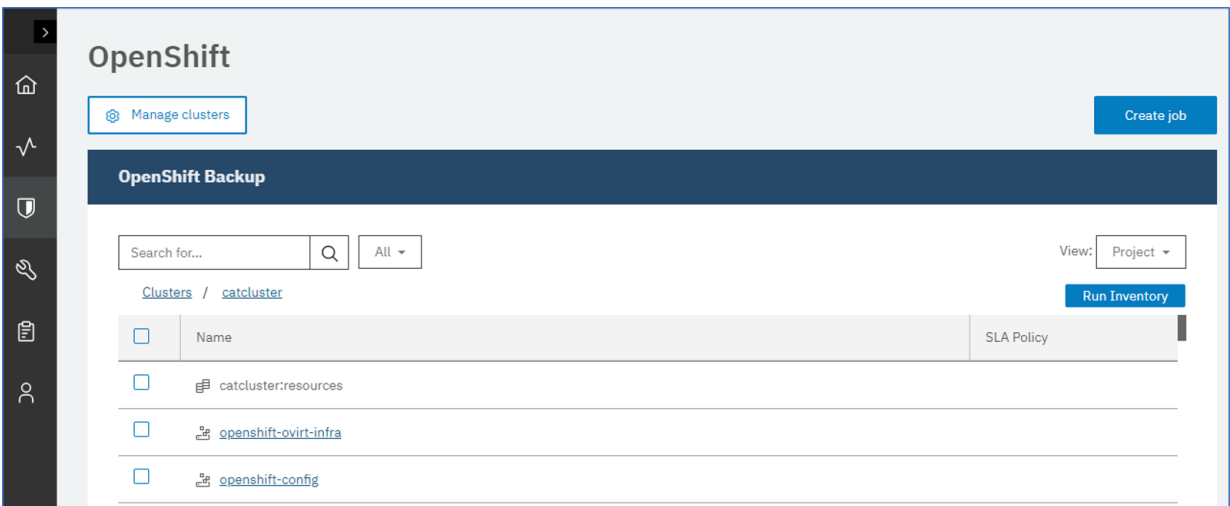 OpenShift
Manage clusters
Create job
OpenShift Backup
Search for...
All
View: Project
Clusters / catcluster
Run Inventory
Name SLA Policy
catcluster:resources
openshift-ovirt-infra
openshift-config